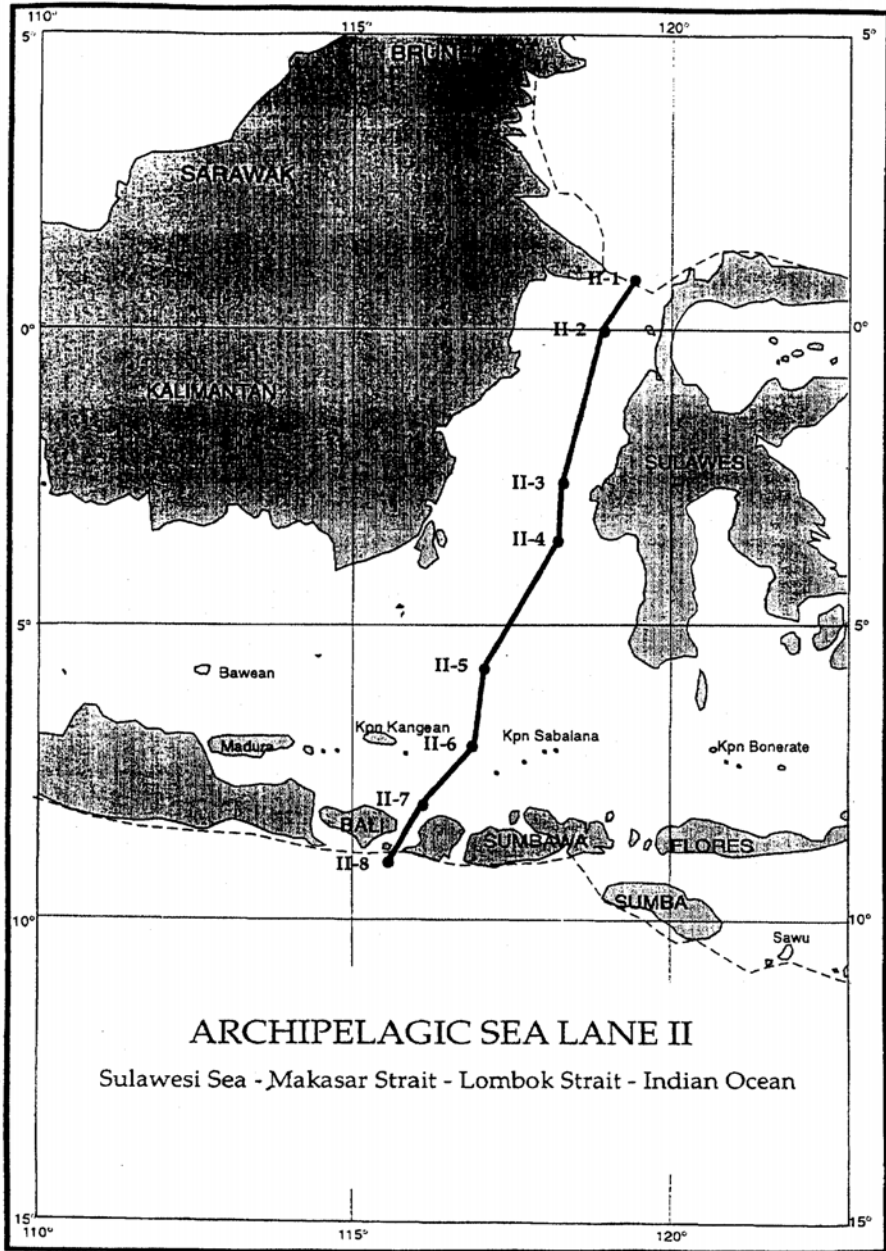 110° 115° 120°
5° 5°
BRUNEI
SARAWAK
II-1
0° II-2 0°
KALIMANTAN
SULAWESI
II-3
II-4
5° 5°
II-5
Bawean
Kpn Kangean Kpn Sabalana
Madura II-6 Kpn Bonerate
II-7
BALI SUMBAWA FLORES
II-8
SUMBA
10° 10°
Sawu
ARCHIPELAGIC SEA LANE II
Sulawesi Sea - Makasar Strait - Lombok Strait - Indian Ocean
15° 15°
110° 115° 120°